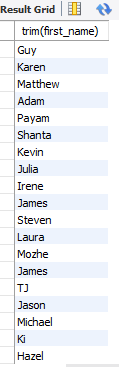 Result Grid
trim(first_name)
Guy
Karen
Matthew
Adam
Payam
Shanta
Kevin
Julia
Irene
James
Steven
Laura
Mozhe
James
TJ
Jason
Michael
Ki
Hazel